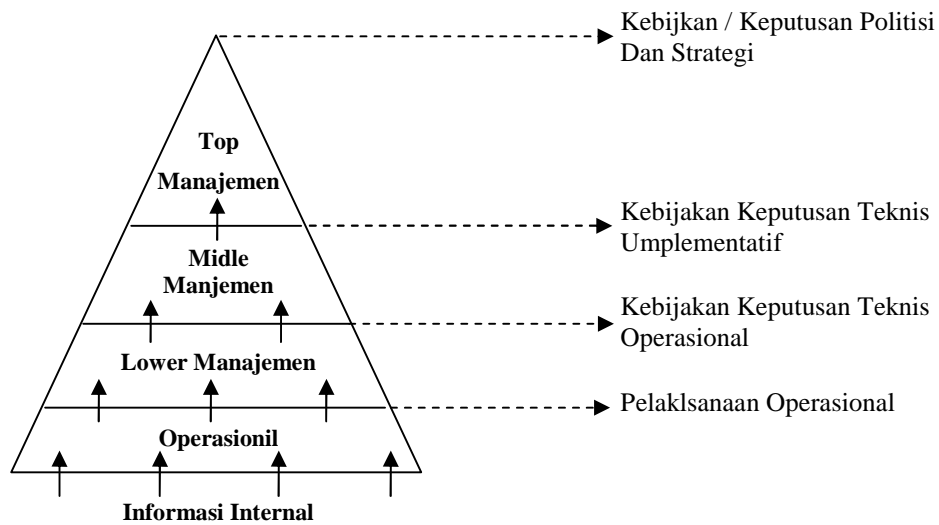 Kebijkan / Keputusan Politisi
Dan Strategi
Top
Manajemen
Kebijakan Keputusan Teknis
Umplementatif
Midle
Manjemen
Kebijakan Keputusan Teknis
Operasional
Lower Manajemen
Pelaklsanaan Operasional
Operasionil
Informasi Internal